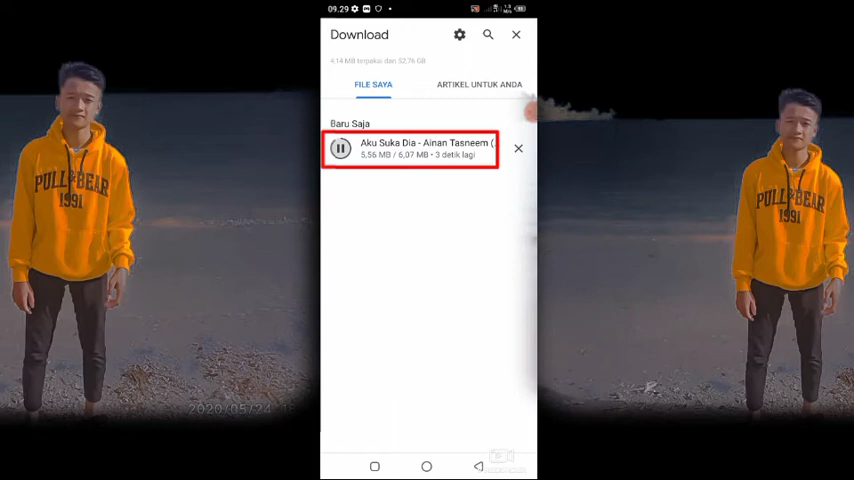 09.29
Download
4,14 MB terpakai dari 52,76 GB
FILE SAYA
ARTIKEL UNTUK ANDA
Baru Saja
Aku Suka Dia - Ainan Tasneem (
5,56 MB / 6,07 MB • 3 detik lagi
PULL&BEAR
1991
PULL&BEAR
1991
2020/05/24